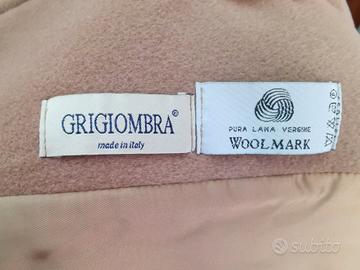 GRIGIOMBRA®
made in italy
PURA LANA VERGINE
WOOLMARK
subito